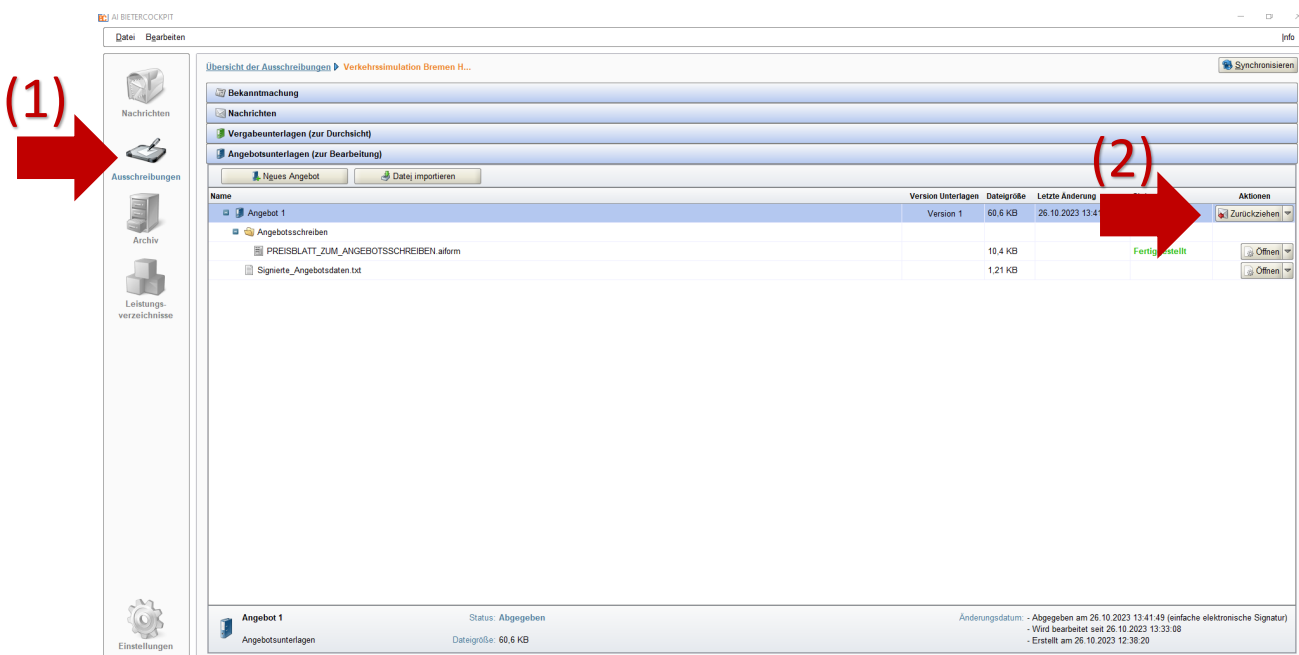 AI BIETERCOCKPIT
Datei Bearbeiten Info
Übersicht der Ausschreibungen Verkehrssimulation Bremen H... Synchronisieren
(1)
Nachrichten
Ausschreibungen
Archiv
Leistungs-
verzeichnisse
Einstellungen
Bekanntmachung
Nachrichten
Vergabeunterlagen (zur Durchsicht)
Angebotsunterlagen (zur Bearbeitung)
(2)
Neues Angebot Datei importieren
Name Version Unterlagen Dateigröße Letzte Änderung Aktionen
Angebot 1 Version 1 60,6 KB 26.10.2023 13:41 Zurückziehen
Angebotsschreiben
PREISBLATT_ZUM_ANGEBOTSSCHREIBEN.aiform 10,4 KB Fertiggestellt Öffnen
Signierte_Angebotsdaten.txt 1,21 KB Öffnen
Angebot 1 Status: Abgegeben Änderungsdatum: - Abgegeben am 26.10.2023 13:41:49 (einfache elektronische Signatur)
- Wird bearbeitet seit 26.10.2023 13:33:08
Angebotsunterlagen Dateigröße: 60,6 KB - Erstellt am 26.10.2023 12:38:20